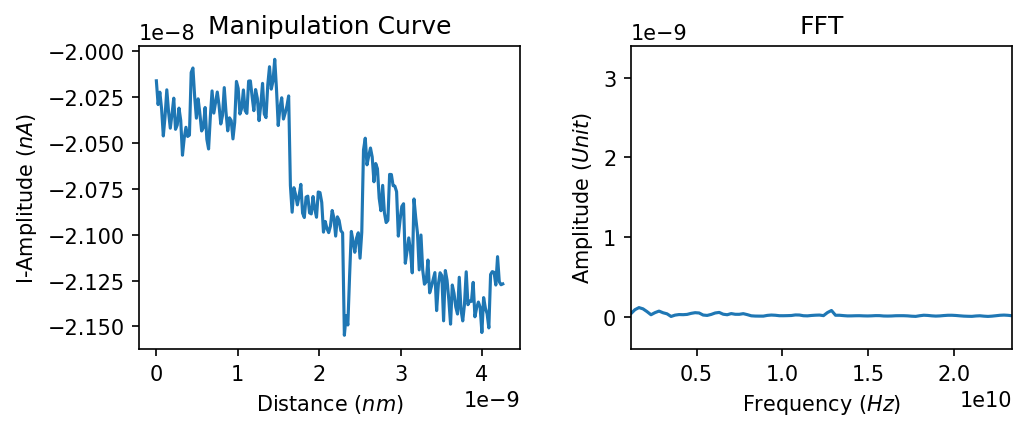 Manipulation Curve
1e−8
−2.000
−2.025
−2.050
−2.075
−2.100
−2.125
−2.150
I-Amplitude (nA)
0 1 2 3 4
1e−9
Distance (nm)
FFT
1e−9
3
2
1
0
Amplitude (Unit)
0.5 1.0 1.5 2.0
1e10
Frequency (Hz)